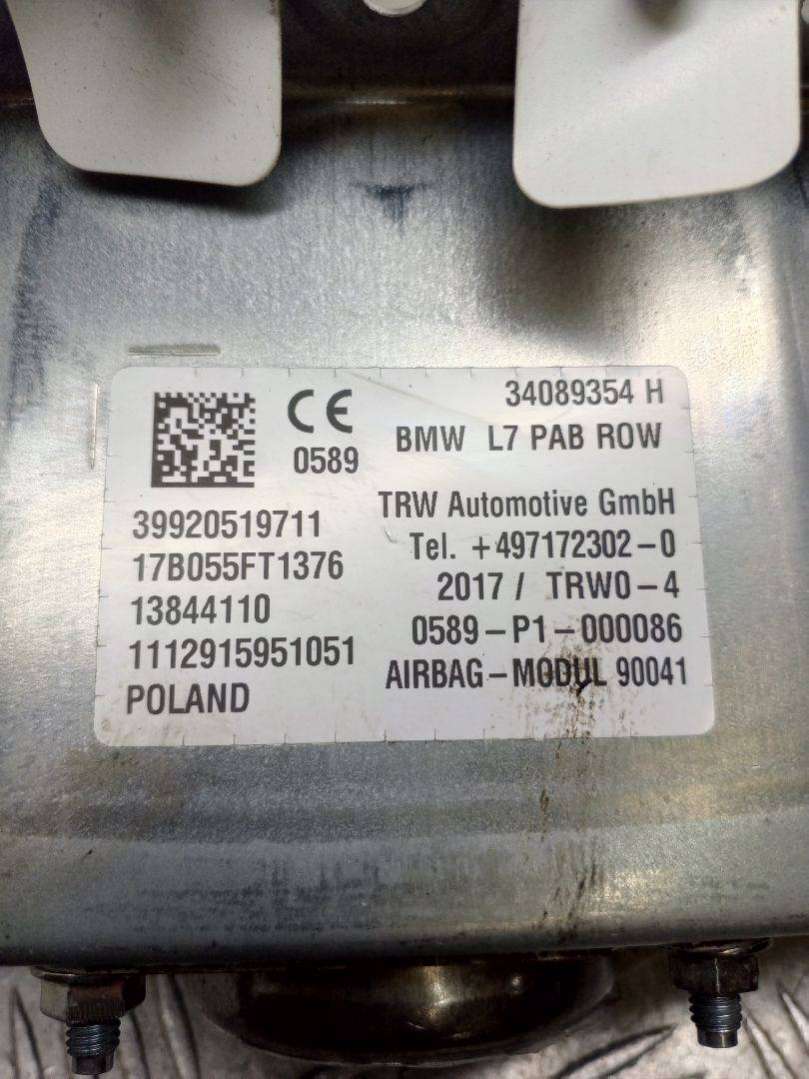 34089354 H
CE
0589
BMW L7 PAB ROW
TRW Automotive GmbH
Tel. +497172302-0
2017 / TRW0-4
0589-P1-000086
AIRBAG-MODUL 90041
39920519711
17B055FT1376
13844110
1112915951051
POLAND